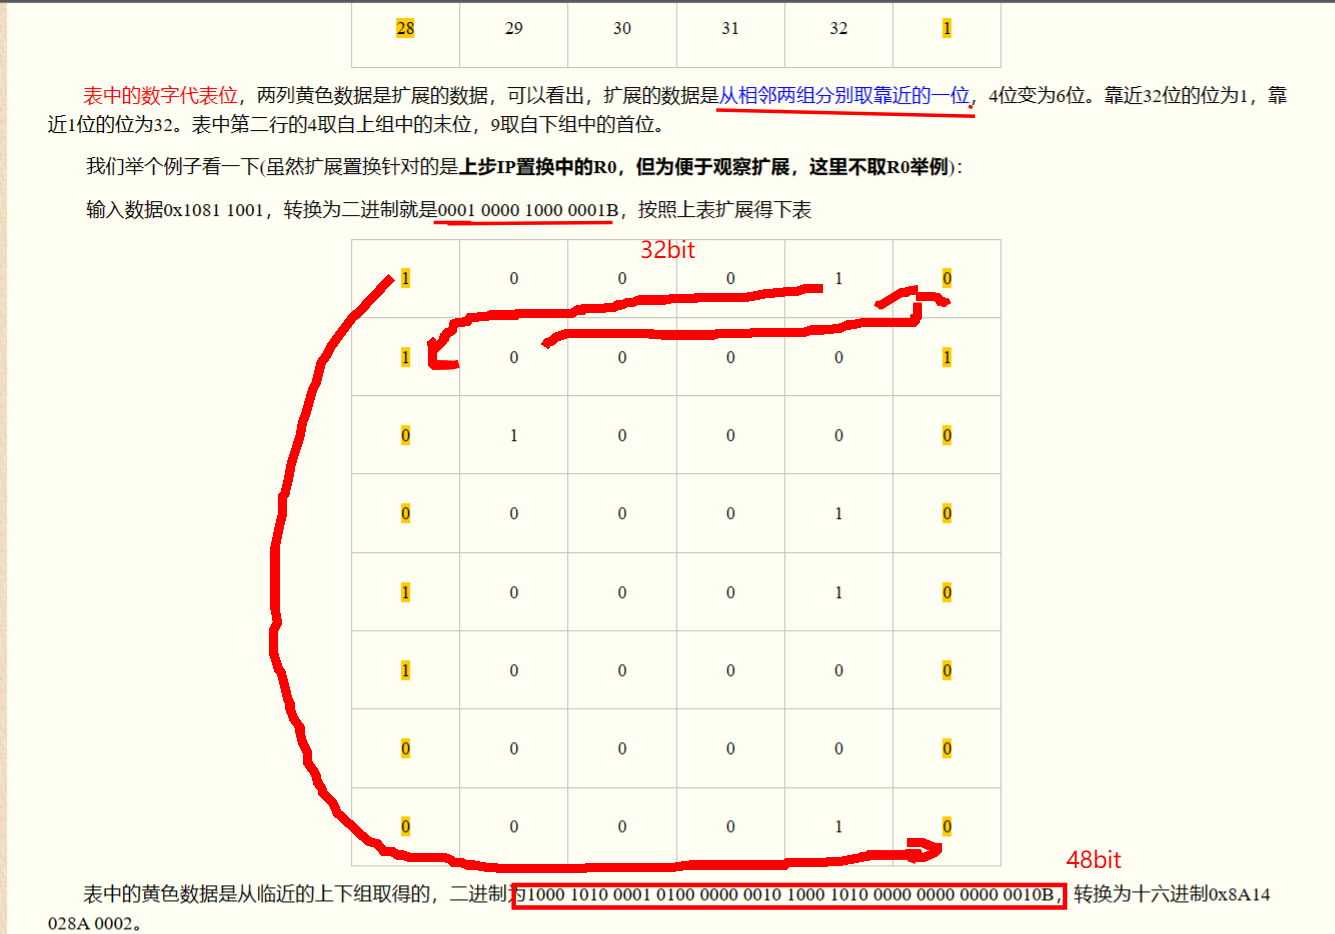 28 29 30 31 32 1
表中的数字代表位，两列黄色数据是扩展的数据，可以看出，扩展的数据是从相邻两组分别取靠近的一位，4位变为6位。靠近32位的位为1，靠
近1位的位为32。表中第二行的4取自上组中的末位，9取自下组中的首位。
我们举个例子看一下(虽然扩展置换针对的是上步IP置换中的R0，但为便于观察扩展，这里不取R0举例)：
输入数据0x1081 1001，转换为二进制就是0001 0000 1000 0001B，按照上表扩展得下表
32bit
1 0 0 0 1 0
1 0 0 0 0 1
0 1 0 0 0 0
0 0 0 0 1 0
1 0 0 0 1 0
1 0 0 0 0 0
0 0 0 0 0 0
0 0 0 0 1 0
48bit
表中的黄色数据是从临近的上下组取得的，二进制为1000 1010 0001 0100 0000 0010 1000 1010 0000 0000 0000 0010B，转换为十六进制0x8A14
028A 0002。